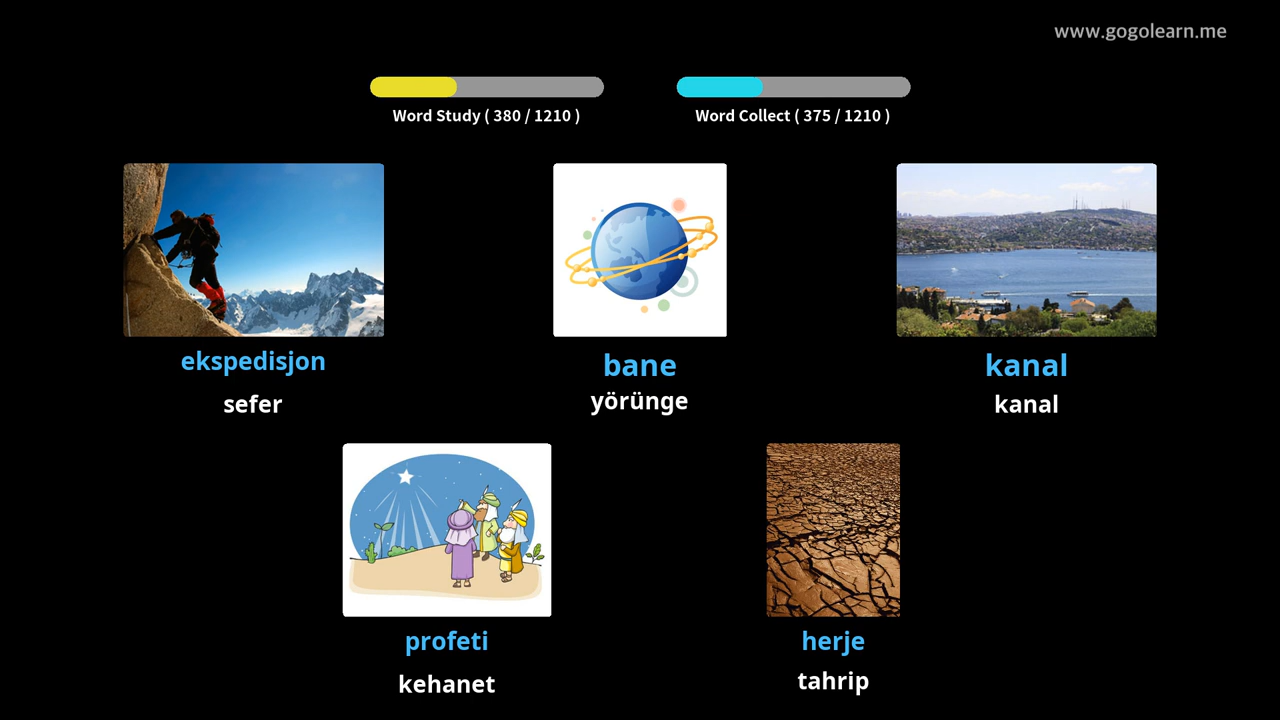 www.gogolearn.me
Word Study ( 380 / 1210 )
Word Collect ( 375 / 1210 )
ekspedisjon
sefer
bane
yörünge
kanal
kanal
profeti
kehanet
herje
tahrip